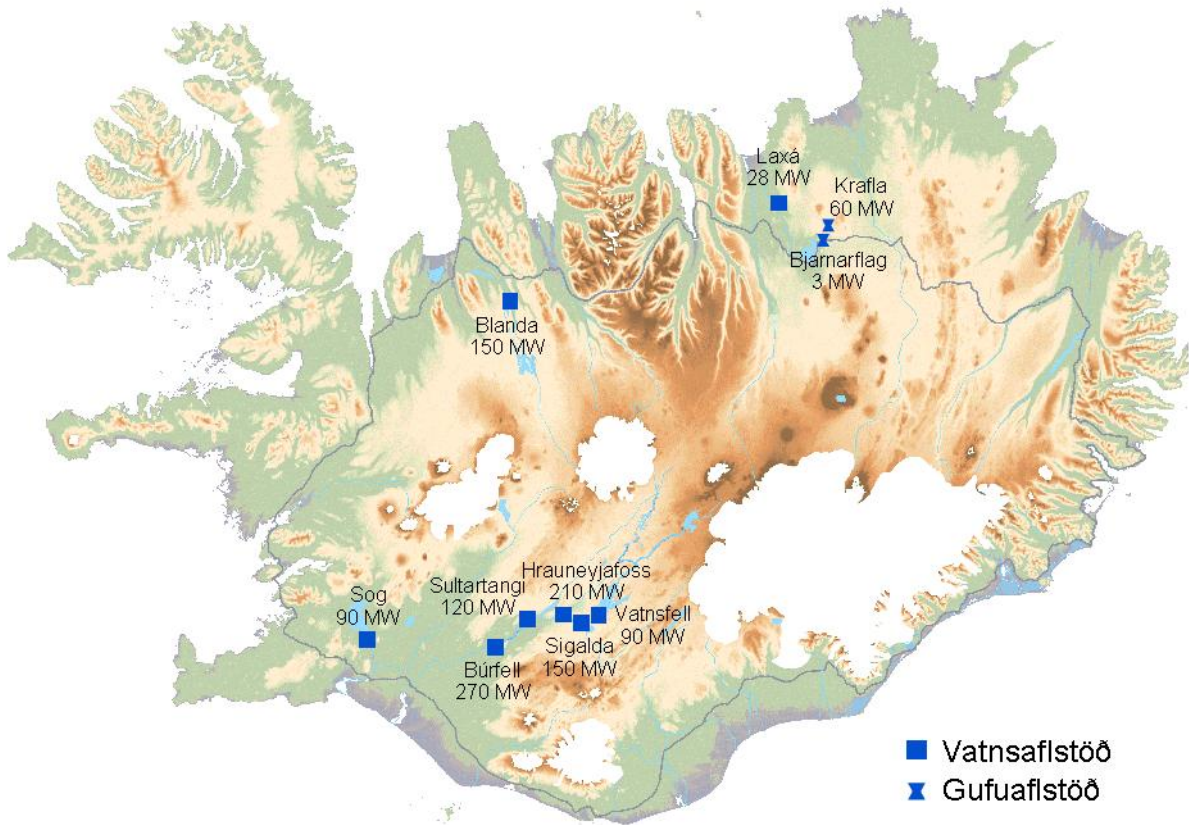 Laxá
28 MW
Krafla
60 MW
Bjarnarflag
3 MW
Blanda
150 MW
Hrauneyjafoss
210 MW
Sultartangi
120 MW
Sog
90 MW
Vatnsfell
90 MW
Sigalda
150 MW
Búrfell
270 MW
Vatnsaflstöð
Gufuaflstöð